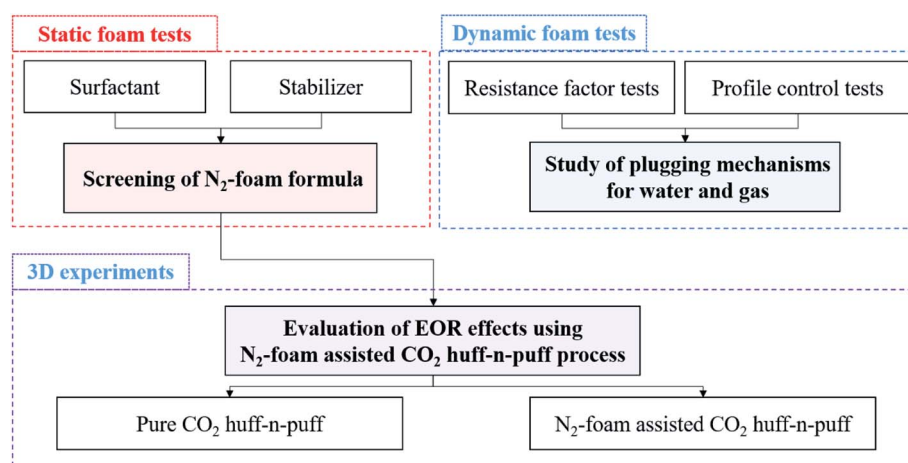 Static foam tests
Surfactant
Stabilizer
Screening of N₂-foam formula
Dynamic foam tests
Resistance factor tests
Profile control tests
Study of plugging mechanisms
for water and gas
3D experiments
Evaluation of EOR effects using
N₂-foam assisted CO₂ huff-n-puff process
Pure CO₂ huff-n-puff
N₂-foam assisted CO₂ huff-n-puff